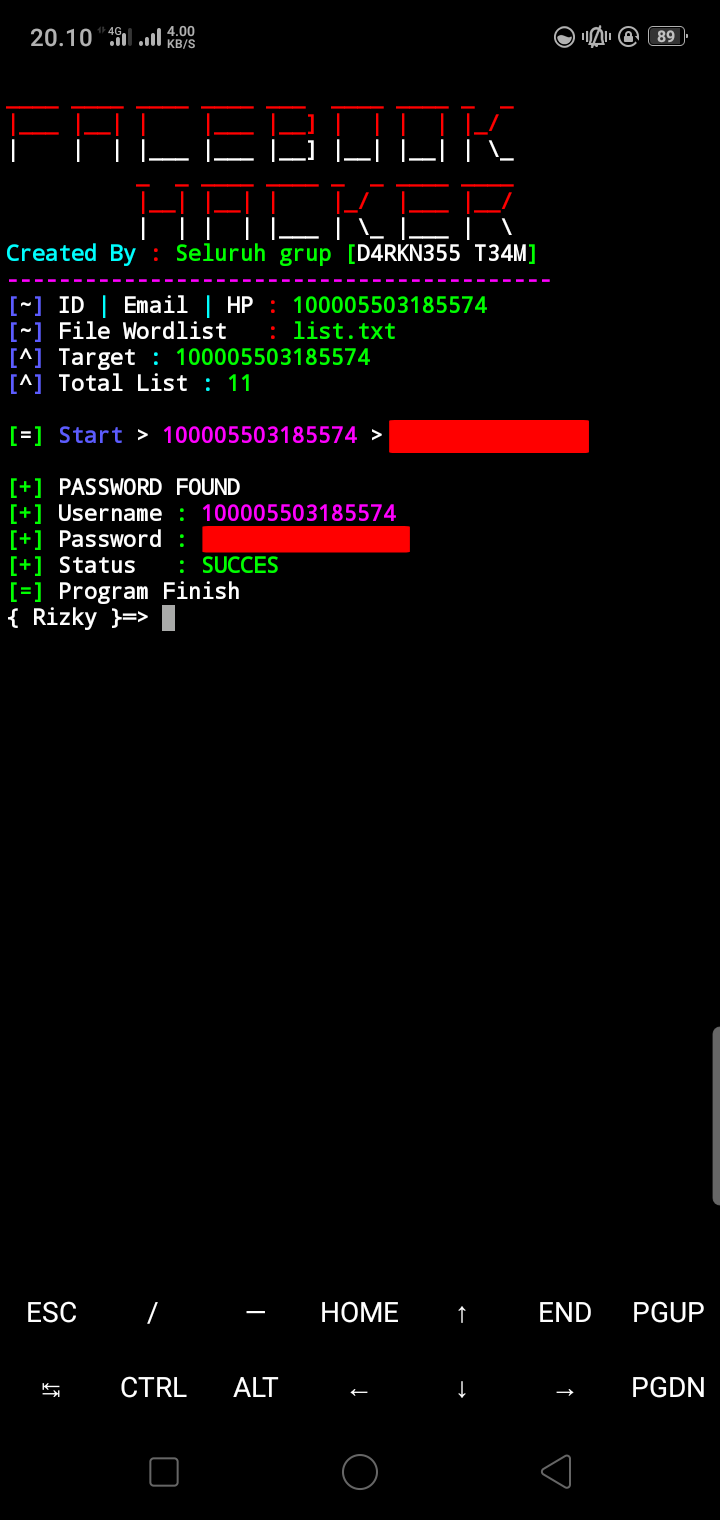 20.10 4G 4.00 KB/S 89
FACEBOOK
HACKER
Created By : Seluruh grup [D4RKN355 T34M]
------------------------------------------
[~] ID | Email | HP : 100005503185574
[~] File Wordlist : list.txt
[^] Target : 100005503185574
[^] Total List : 11
[=] Start > 100005503185574 >
[+] PASSWORD FOUND
[+] Username : 100005503185574
[+] Password :
[+] Status : SUCCES
[=] Program Finish
{ Rizky }=>
ESC / — HOME ↑ END PGUP
↹ CTRL ALT ← ↓ → PGDN